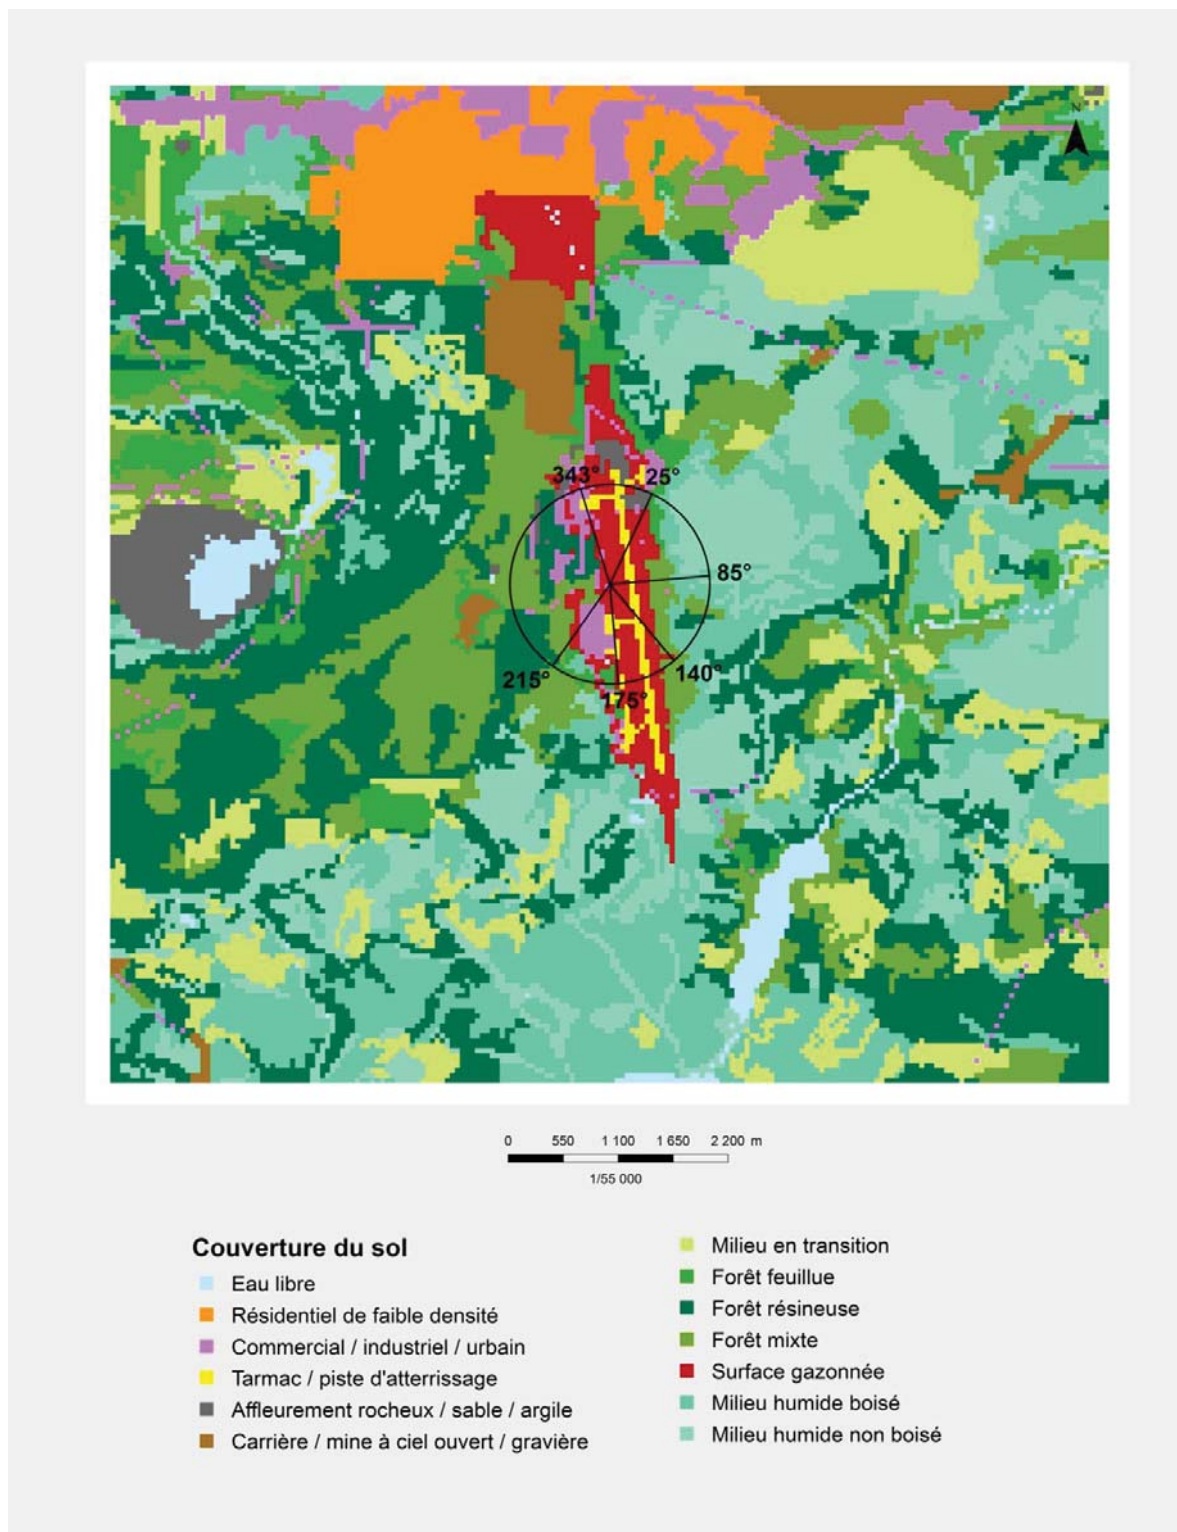 N
343°
25°
85°
215°
140°
175°
0 550 1 100 1 650 2 200 m
1/55 000
Couverture du sol
Eau libre
Résidentiel de faible densité
Commercial / industriel / urbain
Tarmac / piste d'atterrissage
Affleurement rocheux / sable / argile
Carrière / mine à ciel ouvert / gravière
Milieu en transition
Forêt feuillue
Forêt résineuse
Forêt mixte
Surface gazonnée
Milieu humide boisé
Milieu humide non boisé